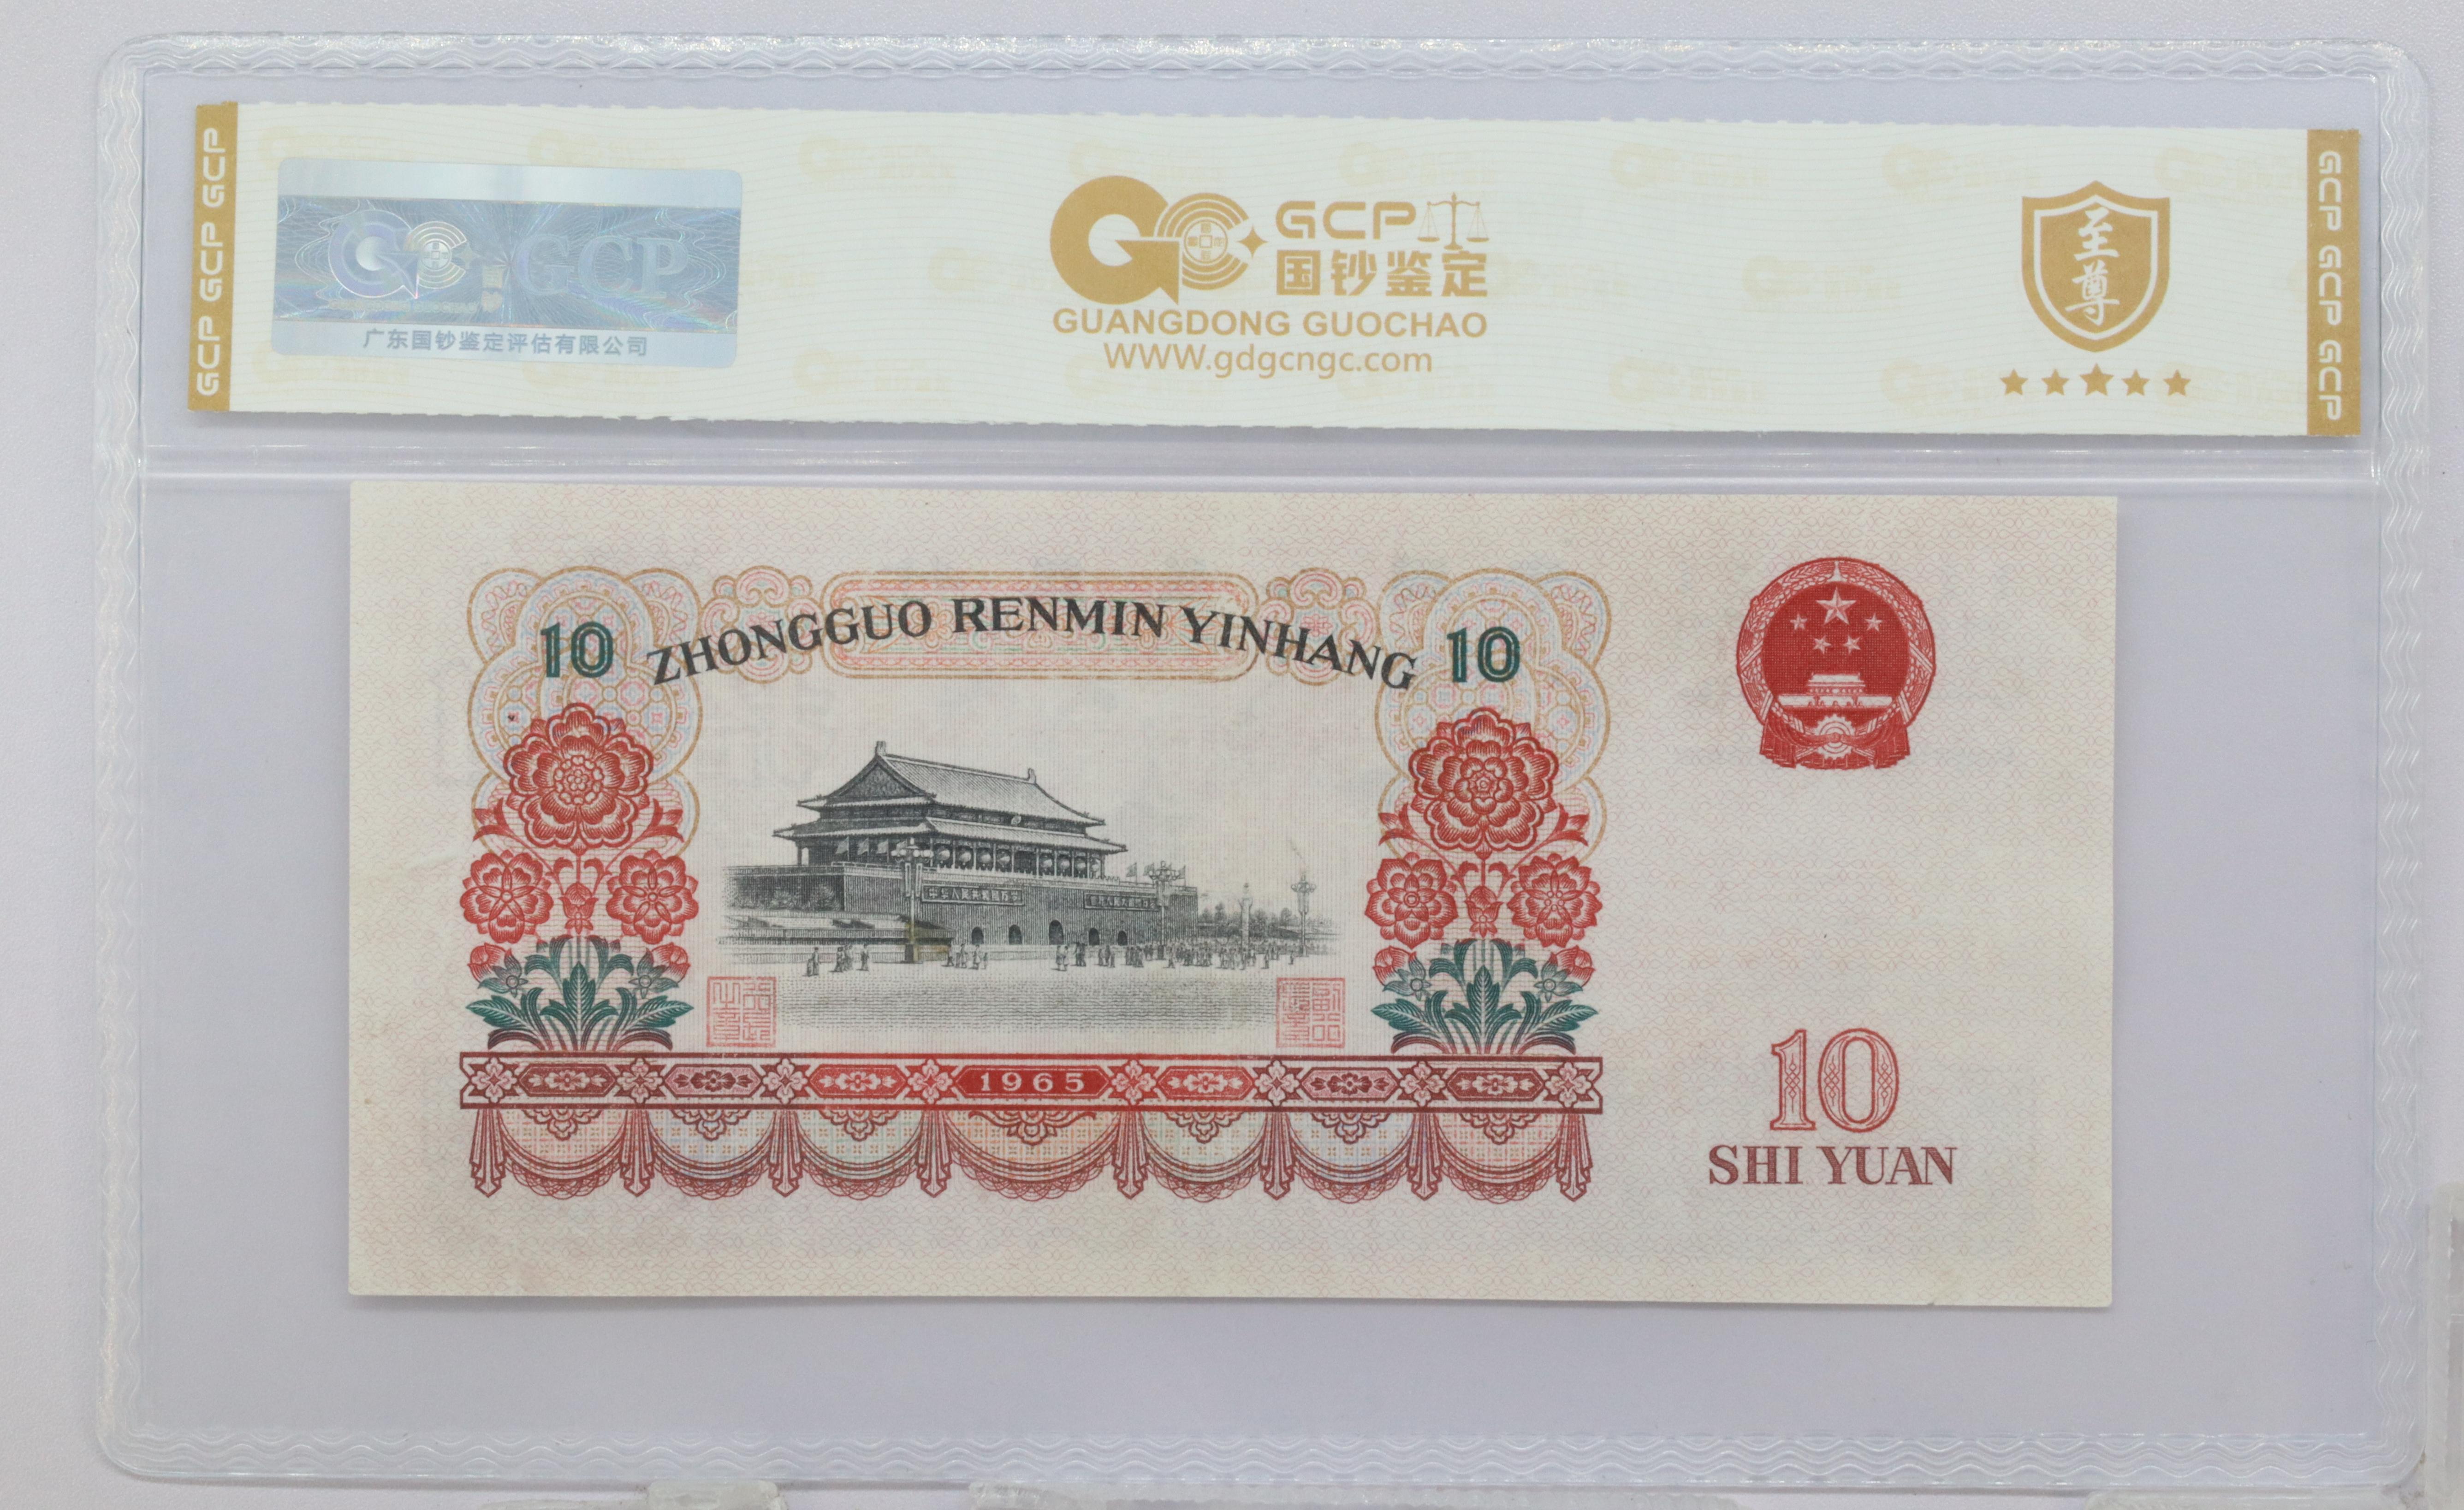 GCP GCP GCP
GCP
广东国钞鉴定评估有限公司
GCP
国钞鉴定
GUANGDONG GUOCHAO
WWW.gdgcngc.com
至尊
GCP GCP GCP
10 ZHONGGUO RENMIN YINHANG 10
1965
10
SHI YUAN